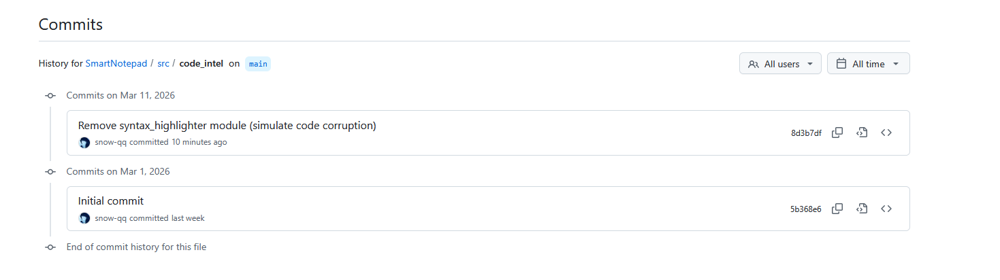 Commits
History for SmartNotepad / src / code_intel on main
All users
All time
Commits on Mar 11, 2026
Remove syntax_highlighter module (simulate code corruption)
snow-qq committed 10 minutes ago
8d3b7df
Commits on Mar 1, 2026
Initial commit
snow-qq committed last week
5b368e6
End of commit history for this file